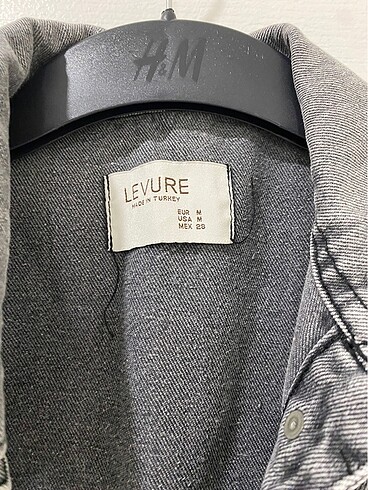 H&M
LEVURE
MADE IN TURKEY
EUR M
USA M
MEX 28